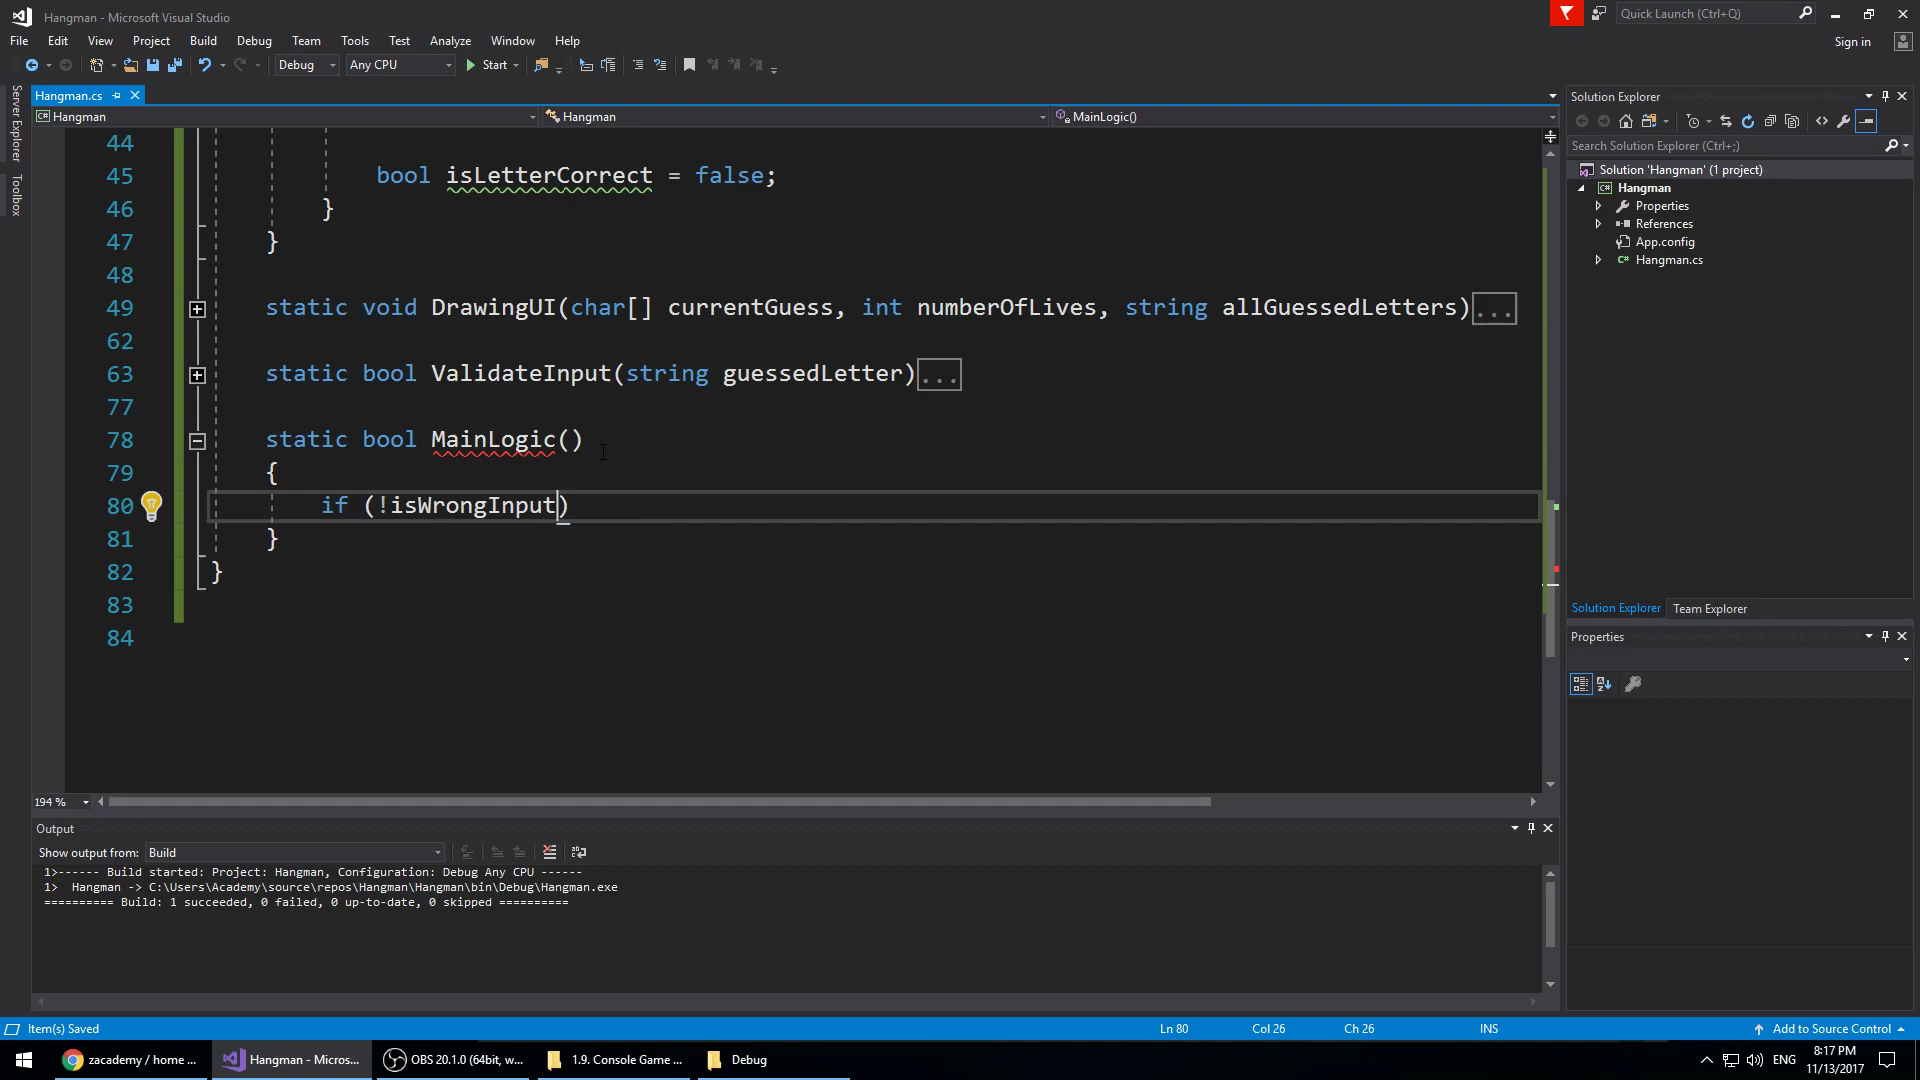 Hangman - Microsoft Visual Studio
Quick Launch (Ctrl+Q)
File Edit View Project Build Debug Team Tools Test Analyze Window Help
Sign in
Debug Any CPU Start
Server Explorer
Toolbox
Hangman.cs
Hangman Hangman MainLogic()
44
45 bool isLetterCorrect = false;
46 }
47 }
48
49 static void DrawingUI(char[] currentGuess, int numberOfLives, string allGuessedLetters)...
62
63 static bool ValidateInput(string guessedLetter)...
77
78 static bool MainLogic()
79 {
80 if (!isWrongInput)
81 }
82 }
83
84
194 %
Solution Explorer
Search Solution Explorer (Ctrl+;)
Solution 'Hangman' (1 project)
C# Hangman
Properties
References
App.config
C# Hangman.cs
Solution Explorer Team Explorer
Properties
Output
Show output from: Build
1>------ Build started: Project: Hangman, Configuration: Debug Any CPU ------
1> Hangman -> C:\Users\Academy\source\repos\Hangman\Hangman\bin\Debug\Hangman.exe
========== Build: 1 succeeded, 0 failed, 0 up-to-date, 0 skipped ==========
Item(s) Saved Ln 80 Col 26 Ch 26 INS Add to Source Control
zacademy / home ... Hangman - Micros... OBS 20.1.0 (64bit, w... 1.9. Console Game ... Debug
ENG
8:17 PM
11/13/2017